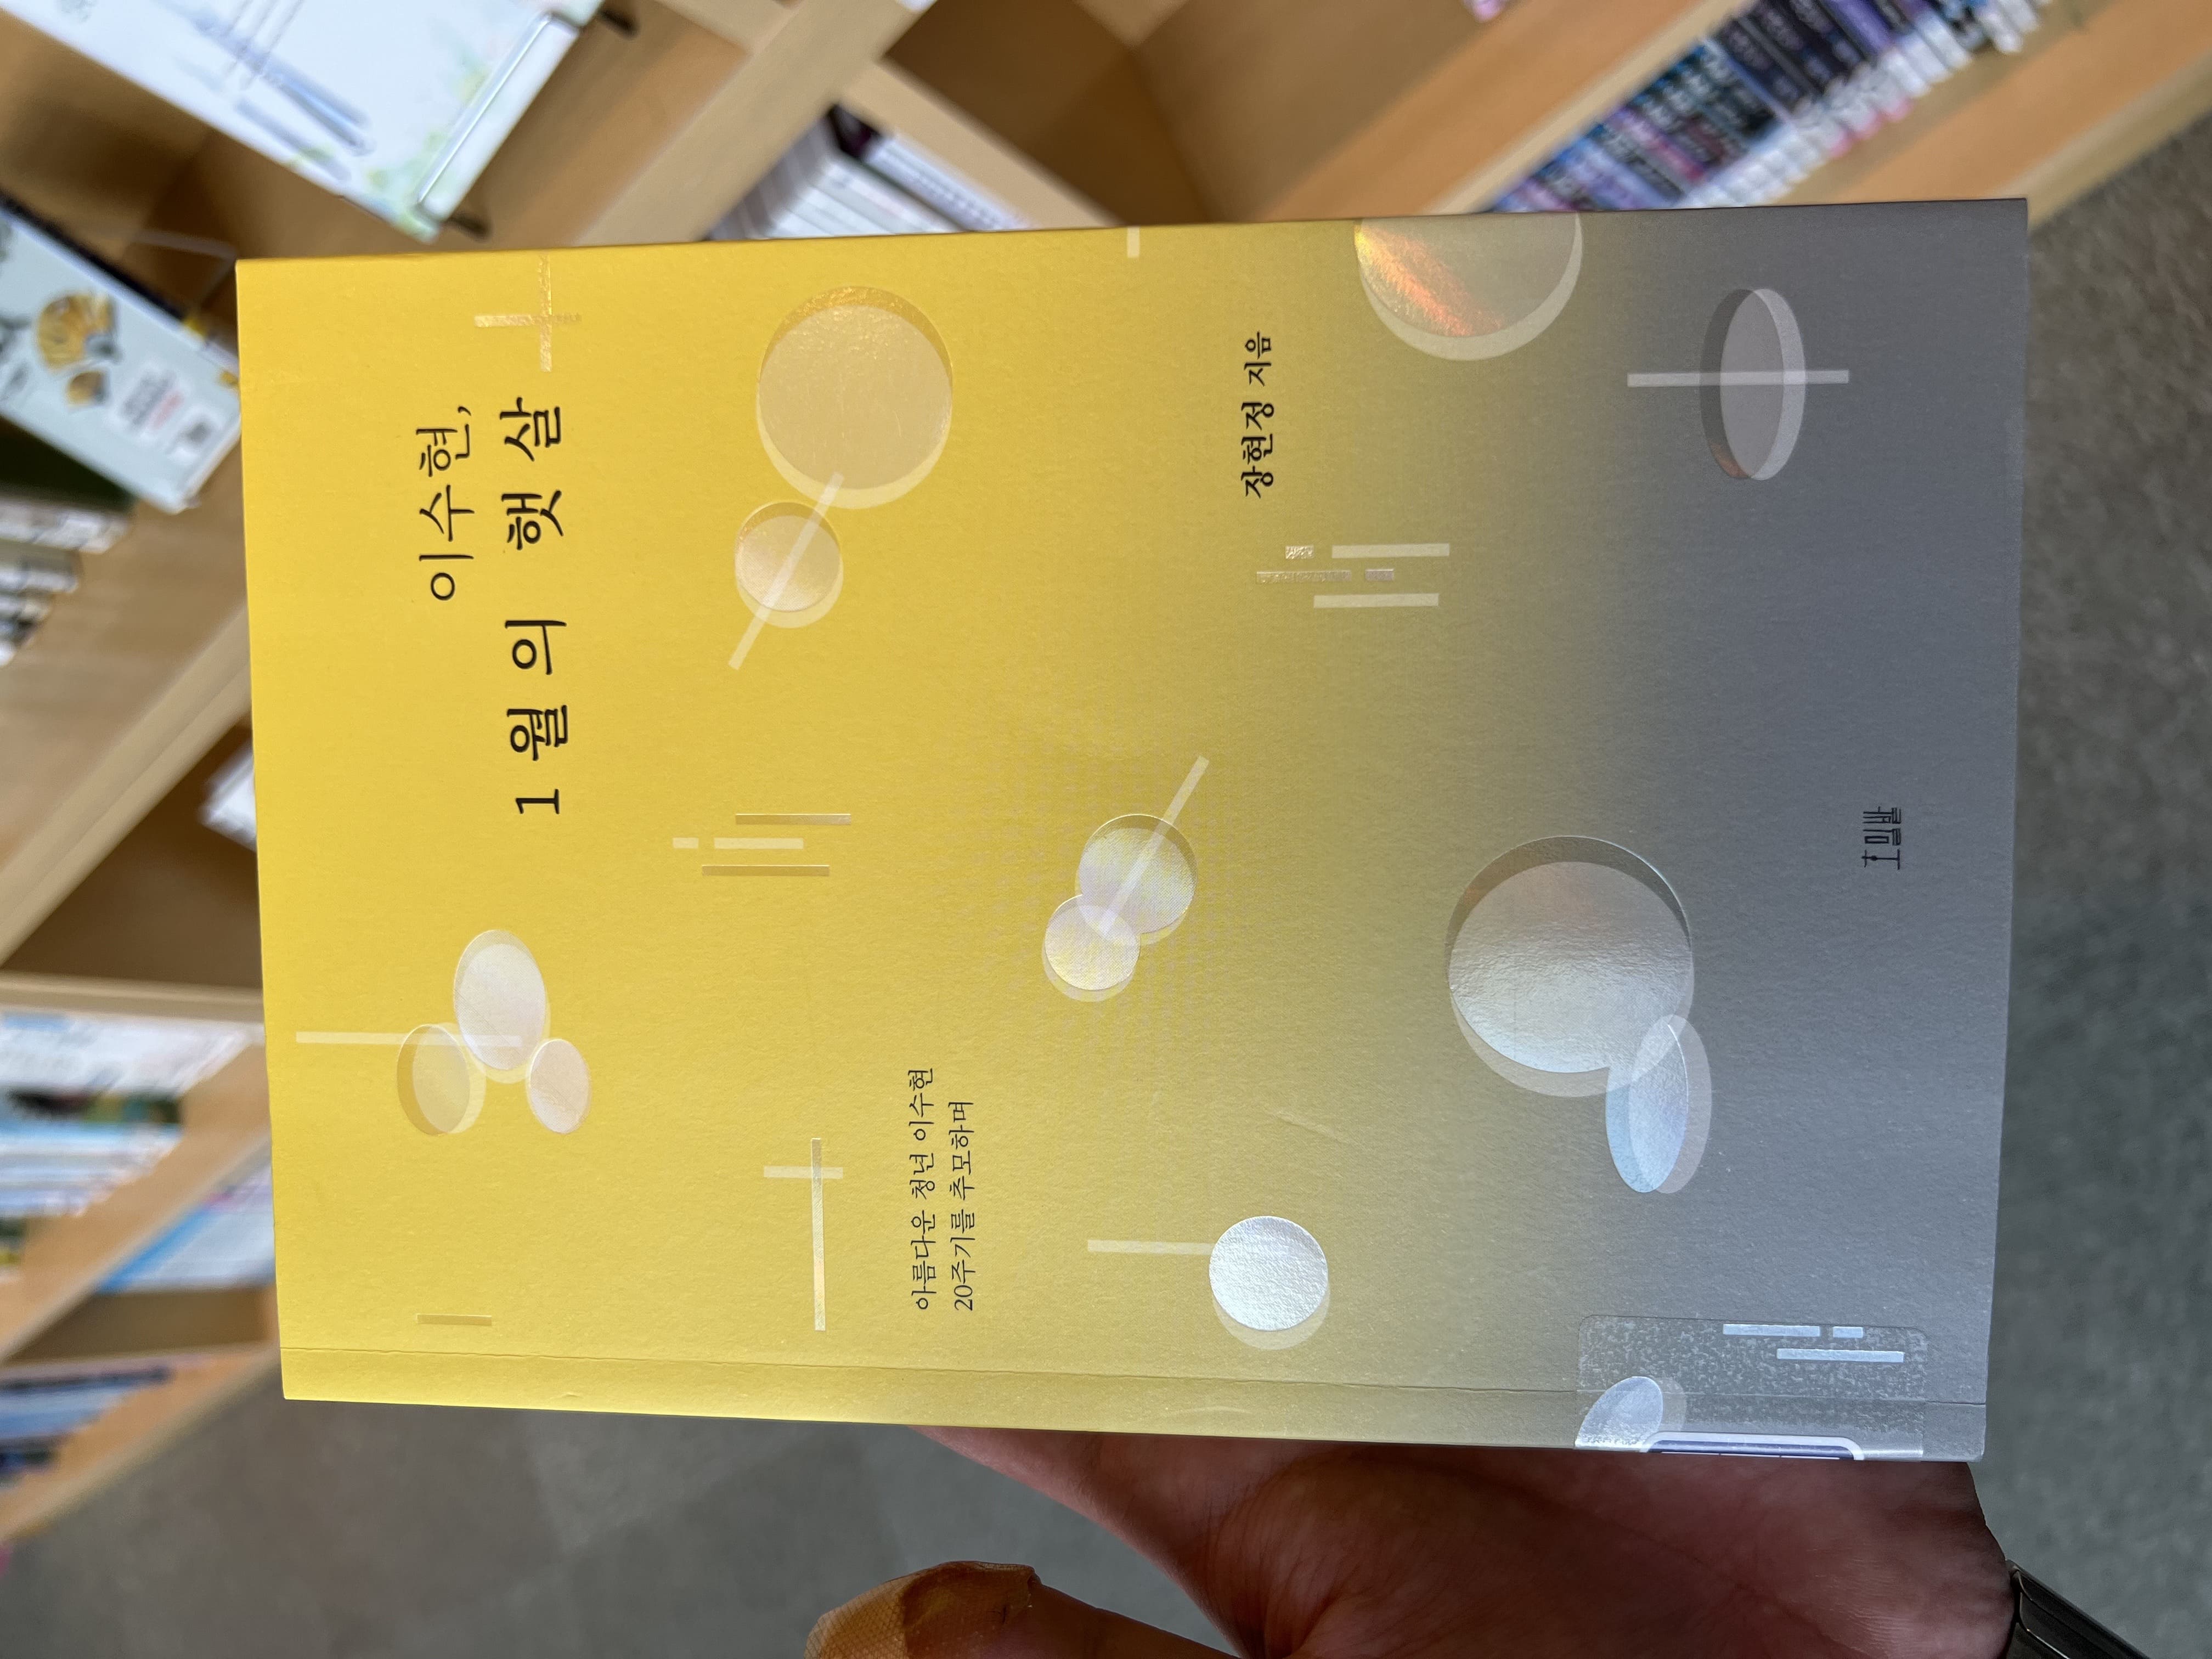 이수현,
1월의 햇살
아름다운 청년 이수현
20주기를 추모하며
장현정 지음
호밀밭